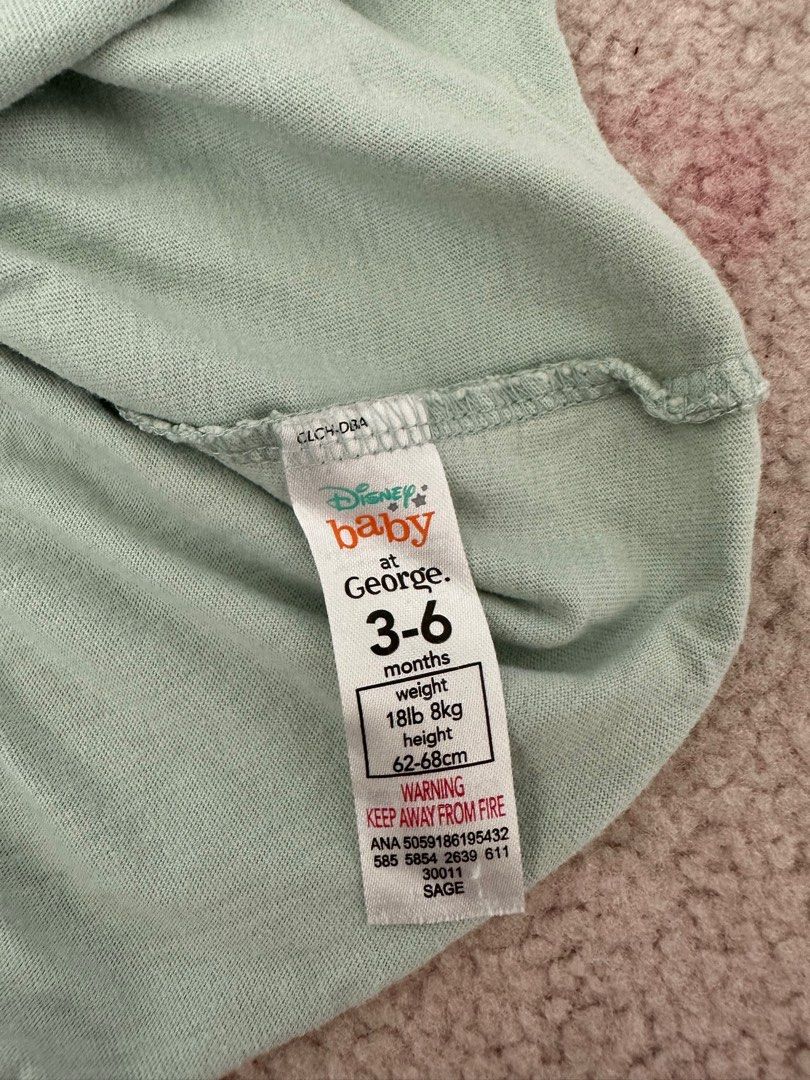 CLCH-DBA
Disney
baby
at
George.
3-6
months
weight
18lb 8kg
height
62-68cm
WARNING
KEEP AWAY FROM FIRE
ANA 5059186195432
585 5854 2639 611
30011
SAGE